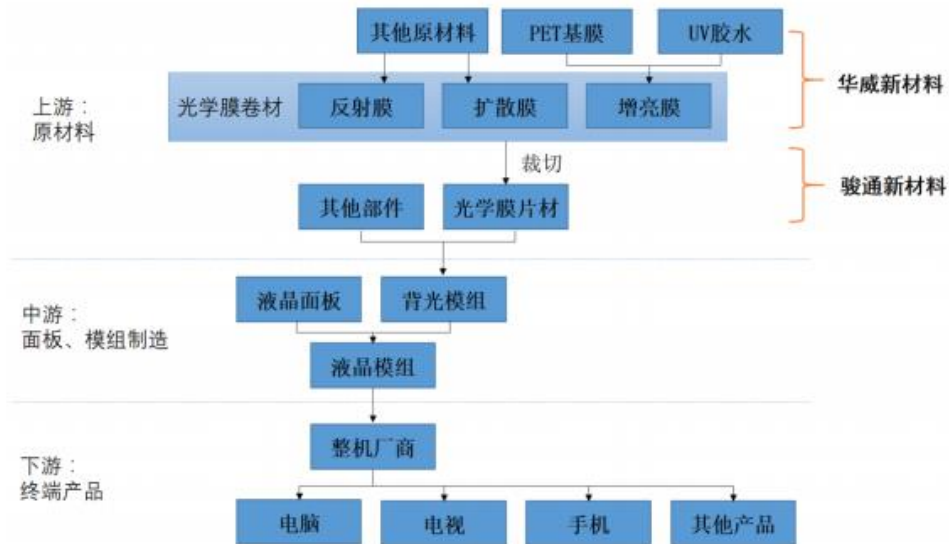 其他原材料
PET基膜
UV胶水
华威新材料
上游：
原材料
光学膜卷材
反射膜
扩散膜
增亮膜
裁切
骏通新材料
其他部件
光学膜片材
中游：
面板、模组制造
液晶面板
背光模组
液晶模组
下游：
终端产品
整机厂商
电脑
电视
手机
其他产品